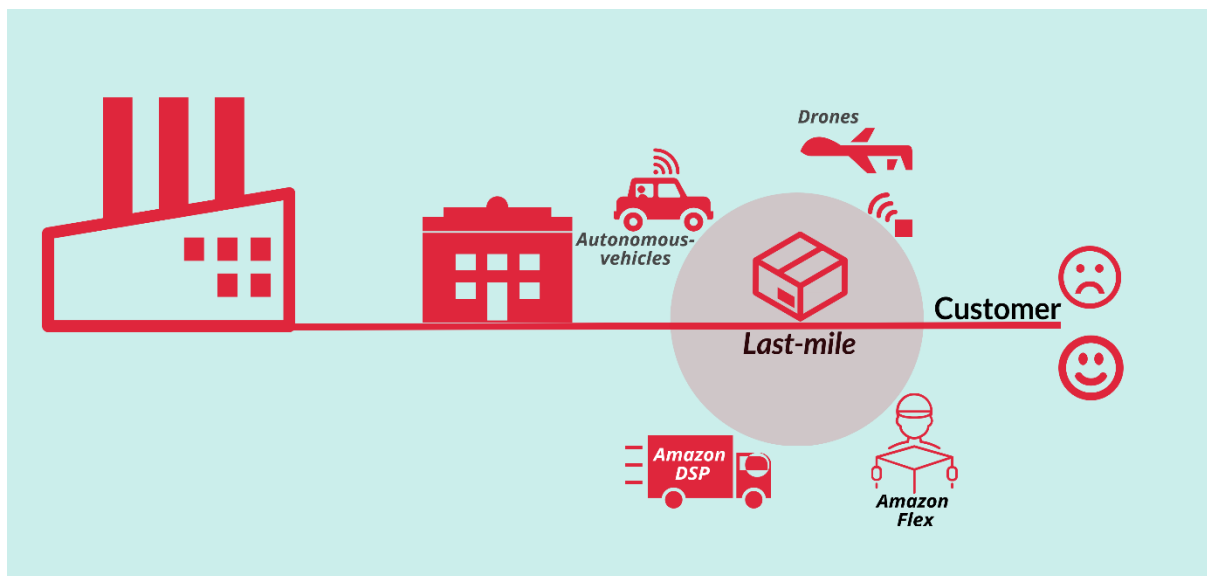 Drones
Autonomous-
vehicles
Customer
Last-mile
Amazon
DSP
Amazon
Flex